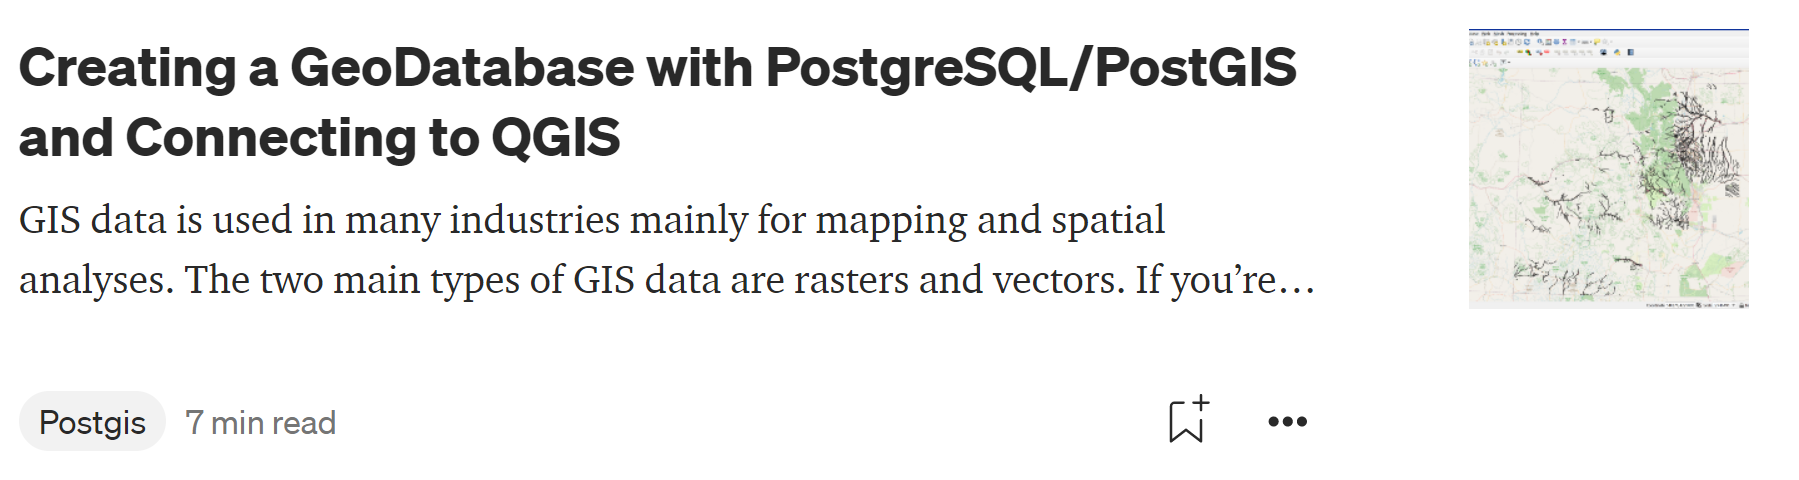 Creating a GeoDatabase with PostgreSQL/PostGIS
and Connecting to QGIS
GIS data is used in many industries mainly for mapping and spatial
analyses. The two main types of GIS data are rasters and vectors. If you’re…
Postgis
7 min read